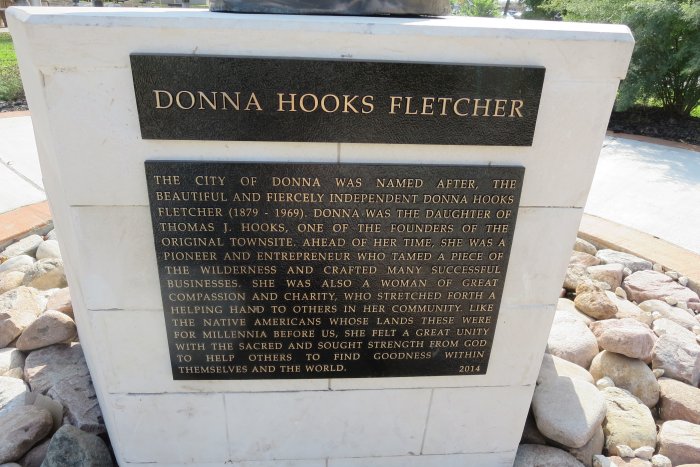 DONNA HOOKS FLETCHER
THE CITY OF DONNA WAS NAMED AFTER, THE
BEAUTIFUL AND FIERCELY INDEPENDENT DONNA HOOKS
FLETCHER (1879 - 1969). DONNA WAS THE DAUGHTER OF
THOMAS J. HOOKS, ONE OF THE FOUNDERS OF THE
ORIGINAL TOWNSITE. AHEAD OF HER TIME, SHE WAS A
PIONEER AND ENTREPRENEUR WHO TAMED A PIECE OF
THE WILDERNESS AND CRAFTED MANY SUCCESSFUL
BUSINESSES. SHE WAS ALSO A WOMAN OF GREAT
COMPASSION AND CHARITY, WHO STRETCHED FORTH A
HELPING HAND TO OTHERS IN HER COMMUNITY. LIKE
THE NATIVE AMERICANS WHOSE LANDS THESE WERE
FOR MILLENNIA BEFORE US, SHE FELT A GREAT UNITY
WITH THE SACRED AND SOUGHT STRENGTH FROM GOD
TO HELP OTHERS TO FIND GOODNESS WITHIN
THEMSELVES AND THE WORLD. 2014